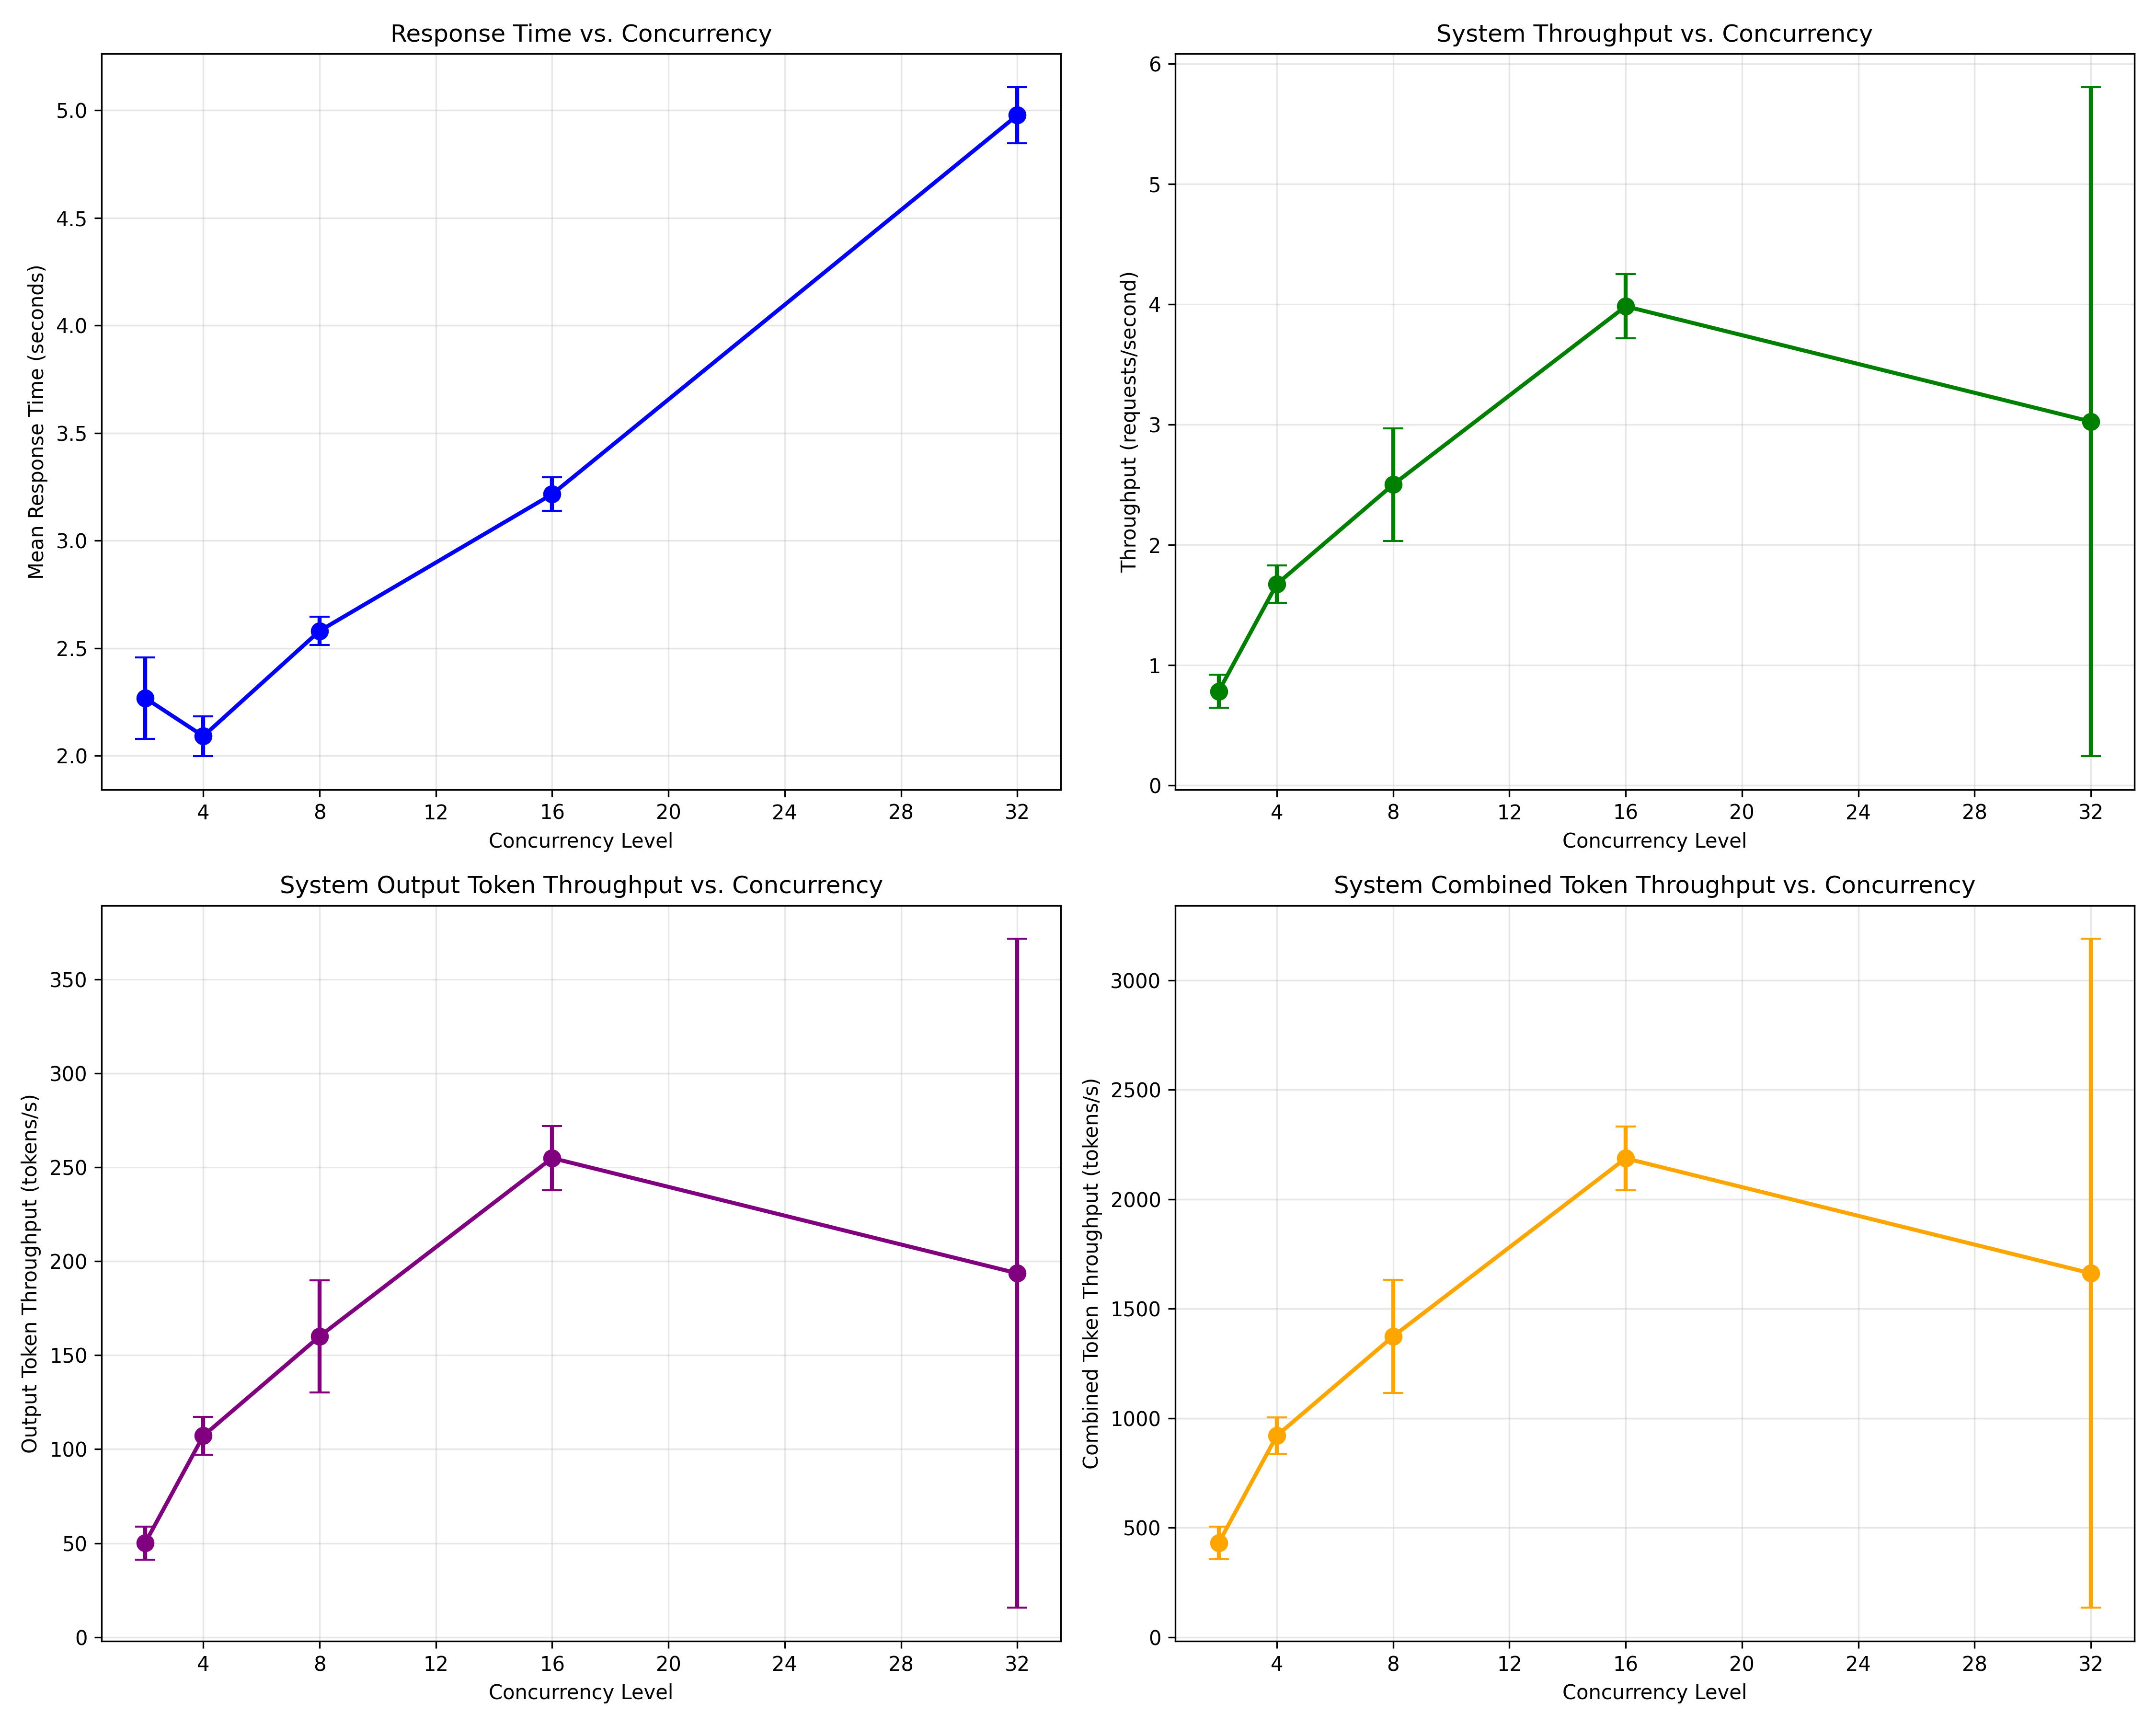 Response Time vs. Concurrency
Mean Response Time (seconds)
5.0
4.5
4.0
3.5
3.0
2.5
2.0
4 8 12 16 20 24 28 32
Concurrency Level
System Throughput vs. Concurrency
Throughput (requests/second)
6
5
4
3
2
1
0
4 8 12 16 20 24 28 32
Concurrency Level
System Output Token Throughput vs. Concurrency
Output Token Throughput (tokens/s)
350
300
250
200
150
100
50
0
4 8 12 16 20 24 28 32
Concurrency Level
System Combined Token Throughput vs. Concurrency
Combined Token Throughput (tokens/s)
3000
2500
2000
1500
1000
500
0
4 8 12 16 20 24 28 32
Concurrency Level